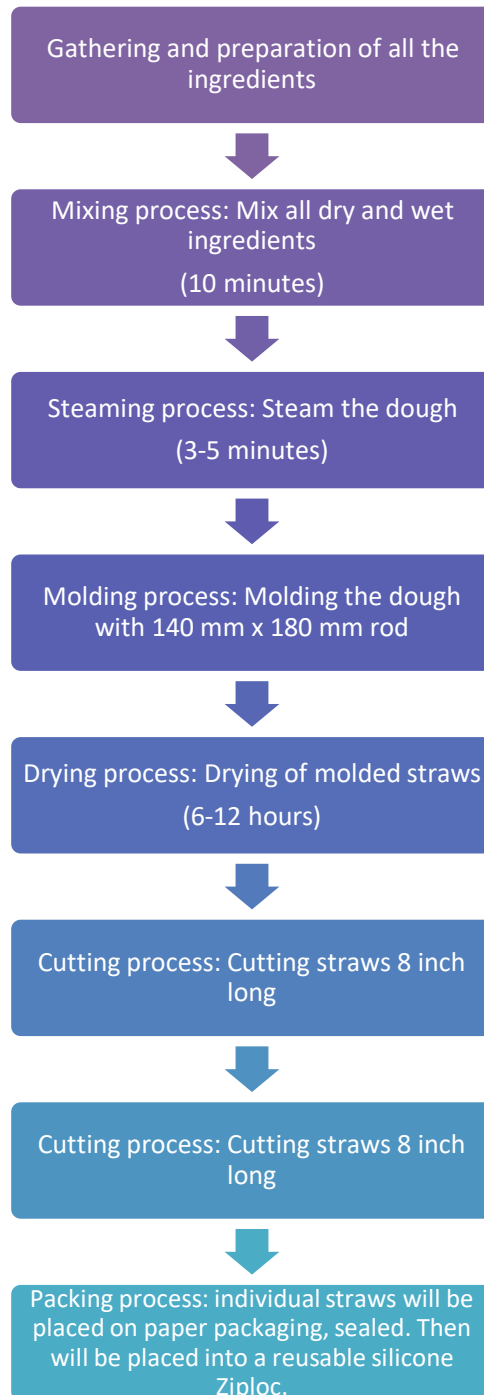 Gathering and preparation of all the
ingredients
Mixing process: Mix all dry and wet
ingredients
(10 minutes)
Steaming process: Steam the dough
(3-5 minutes)
Molding process: Molding the dough
with 140 mm x 180 mm rod
Drying process: Drying of molded straws
(6-12 hours)
Cutting process: Cutting straws 8 inch
long
Cutting process: Cutting straws 8 inch
long
Packing process: individual straws will be
placed on paper packaging, sealed. Then
will be placed into a reusable silicone
Ziploc.